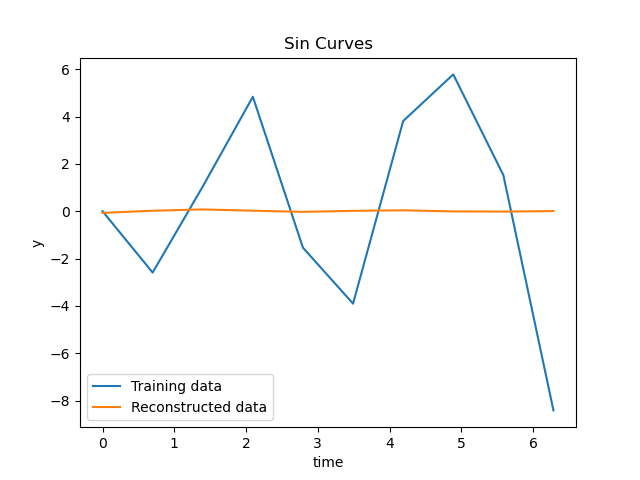 Sin Curves
6
4
2
0
−2
−4
−6
−8
y
Training data
Reconstructed data
0 1 2 3 4 5 6
time